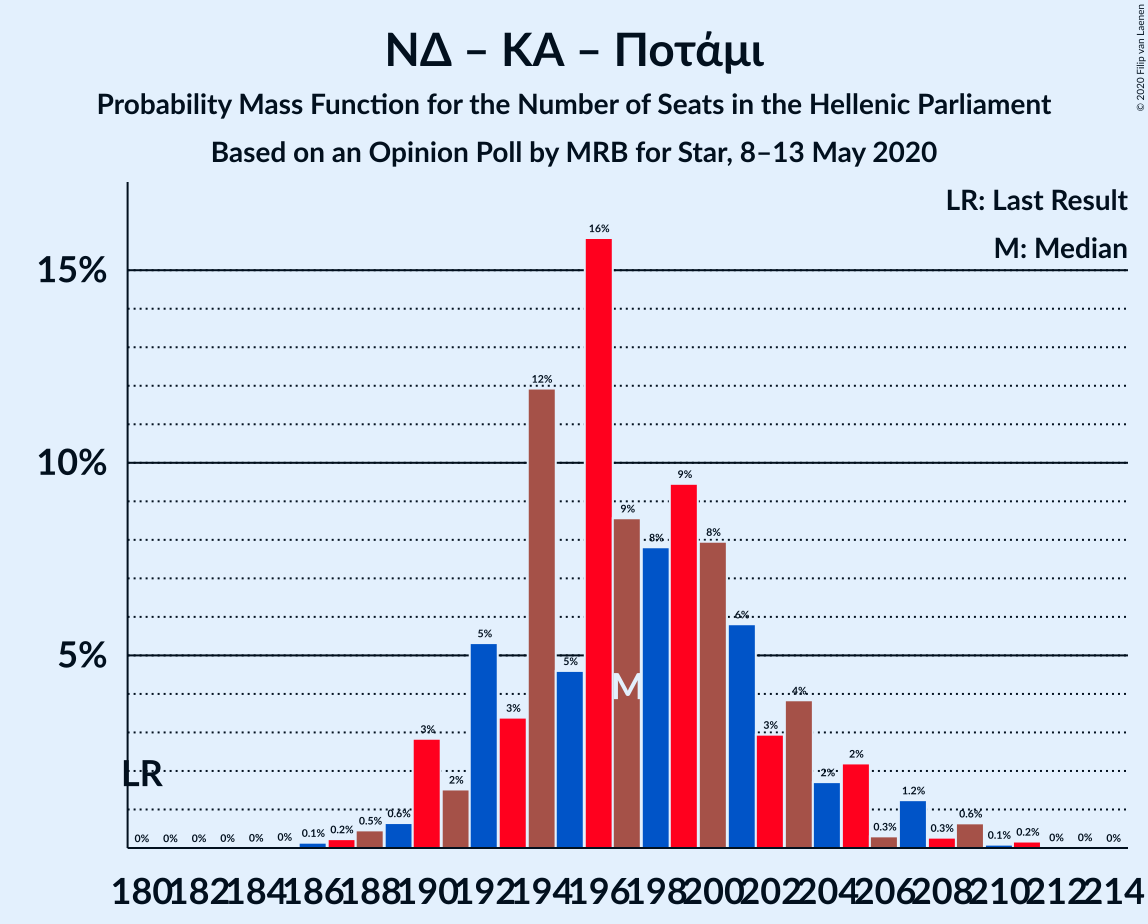 ΝΔ – ΚΑ – Ποτάμι
Probability Mass Function for the Number of Seats in the Hellenic Parliament
Based on an Opinion Poll by MRB for Star, 8–13 May 2020
© 2020 Filip van Laenen
LR: Last Result
M: Median
15%
10%
5%
LR
M
0% 0% 0% 0% 0% 0% 0.1% 0.2% 0.5% 0.6% 3% 2% 5% 3% 12% 5% 16% 9% 8% 9% 8% 6% 3% 4% 2% 2% 0.3% 1.2% 0.3% 0.6% 0.1% 0.2% 0% 0% 0%
180 182 184 186 188 190 192 194 196 198 200 202 204 206 208 210 212 214